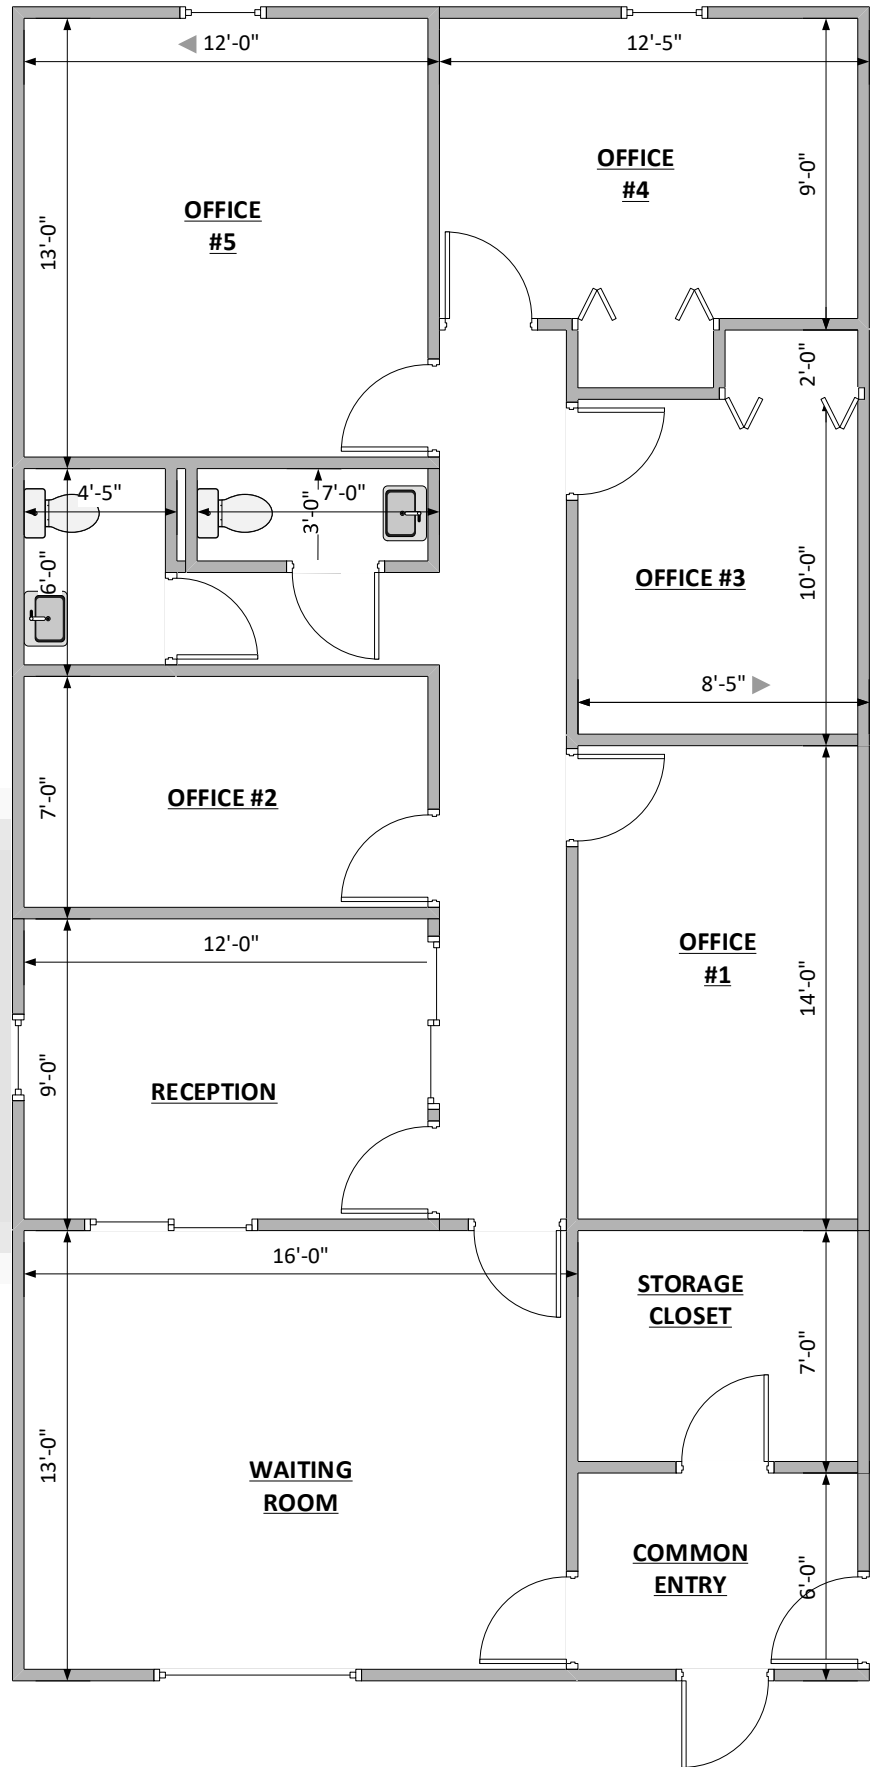 12'-0"
12'-5"
OFFICE
#4
9'-0"
OFFICE
#5
13'-0"
2'-0"
4'-5"
7'-0"
3'-0"
6'-0"
OFFICE #3
10'-0"
8'-5"
OFFICE #2
7'-0"
12'-0"
OFFICE
#1
14'-0"
RECEPTION
9'-0"
16'-0"
STORAGE
CLOSET
7'-0"
WAITING
ROOM
13'-0"
COMMON
ENTRY
6'-0"